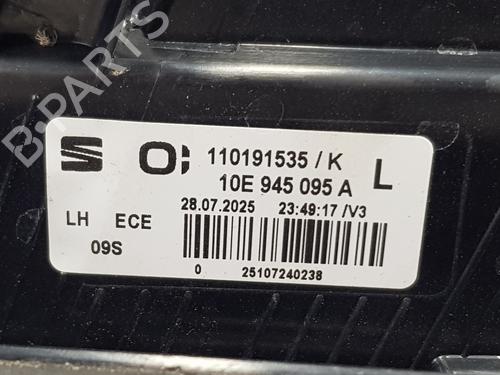 B-PARTS
110191535 / K
L
10E 945 095 A
28.07.2025 23:49:17 /V3
LH ECE
09S
0 25107240238